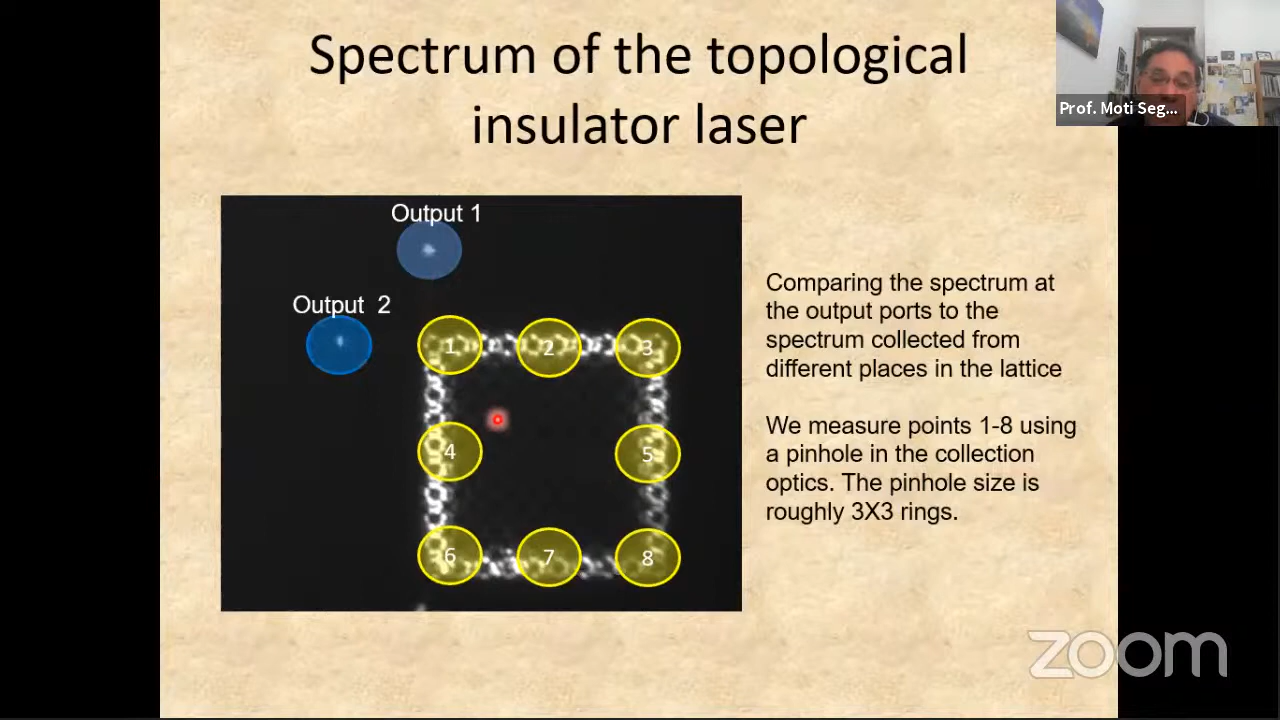 Spectrum of the topological
insulator laser
Prof. Moti Seg...
Output 1
Output 2
1
2
3
4
5
6
7
8
Comparing the spectrum at
the output ports to the
spectrum collected from
different places in the lattice
We measure points 1-8 using
a pinhole in the collection
optics. The pinhole size is
roughly 3X3 rings.
zoom